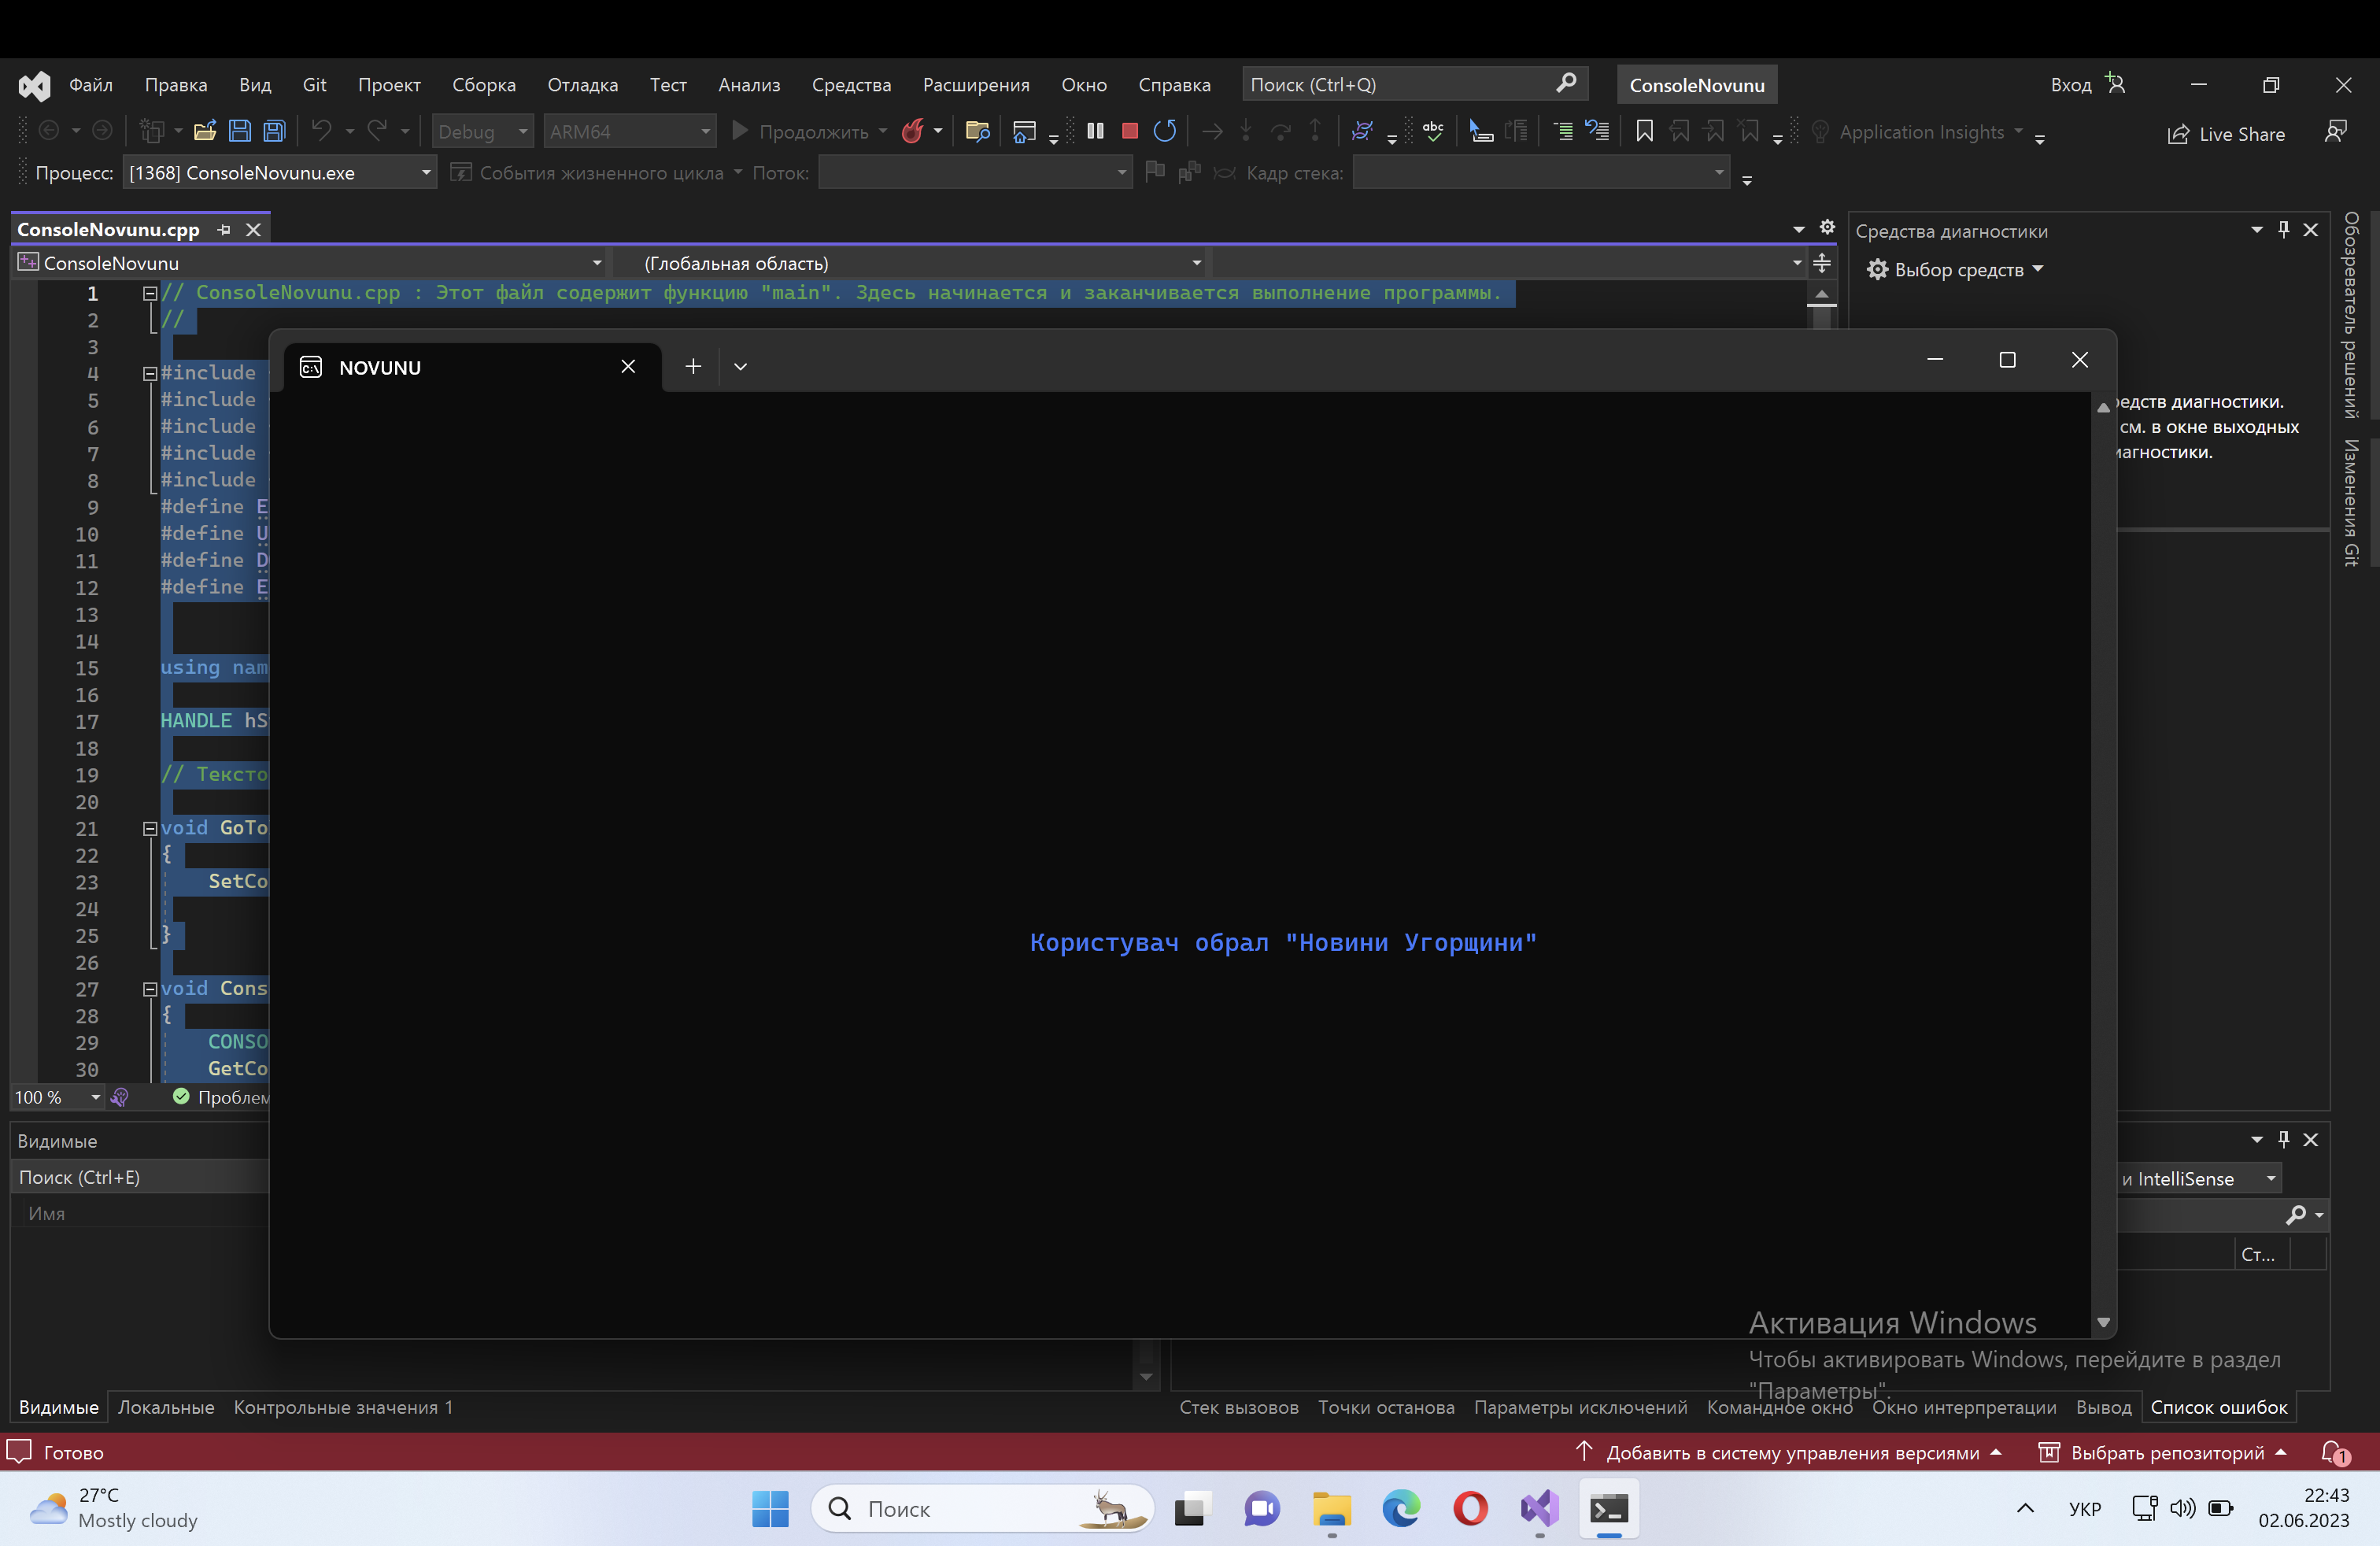 Файл Правка Вид Git Проект Сборка Отладка Тест Анализ Средства Расширения Окно Справка Поиск (Ctrl+Q) ConsoleNovunu Вход
Debug ARM64 Продолжить Application Insights Live Share
Процесс: [1368] ConsoleNovunu.exe События жизненного цикла Поток: Кадр стека:
ConsoleNovunu.cpp
ConsoleNovunu (Глобальная область)
1 // ConsoleNovunu.cpp : Этот файл содержит функцию "main". Здесь начинается и заканчивается выполнение программы.
2 //
3
4 #include
5 #include
6 #include
7 #include
8 #include
9 #define E
10 #define U
11 #define D
12 #define E
13
14
15 using nam
16
17 HANDLE hS
18
19 // Тексто
20
21 void GoTo
22 {
23 SetCo
24
25 }
26
27 void Cons
28 {
29 CONSO
30 GetCo
100 % Проблем
NOVUNU
Користувач обрал "Новини Угорщини"
Средства диагностики
Выбор средств
редств диагностики.
см. в окне выходных
иагностики.
Обозреватель решений
Изменения Git
Видимые
Поиск (Ctrl+E)
Имя
и IntelliSense
Ст...
Активация Windows
Чтобы активировать Windows, перейдите в раздел
"Параметры".
Видимые Локальные Контрольные значения 1
Стек вызовов Точки останова Параметры исключений Командное окно Окно интерпретации Вывод Список ошибок
Готово Добавить в систему управления версиями Выбрать репозиторий 1
27°C
Mostly cloudy
Поиск
УКР
22:43
02.06.2023